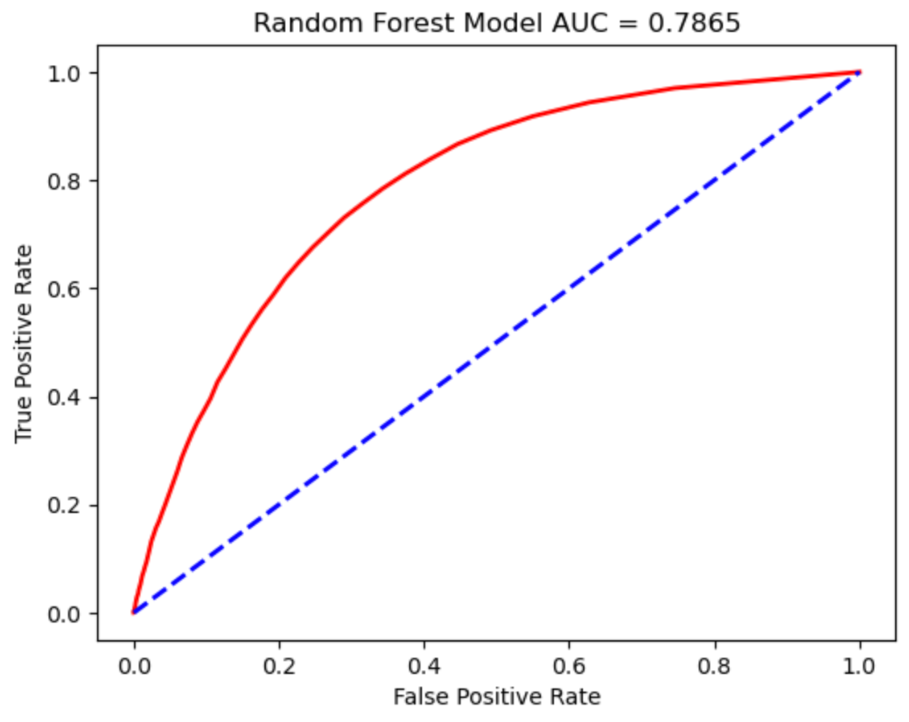 Random Forest Model AUC = 0.7865
1.0
0.8
0.6
0.4
0.2
0.0
True Positive Rate
0.0 0.2 0.4 0.6 0.8 1.0
False Positive Rate